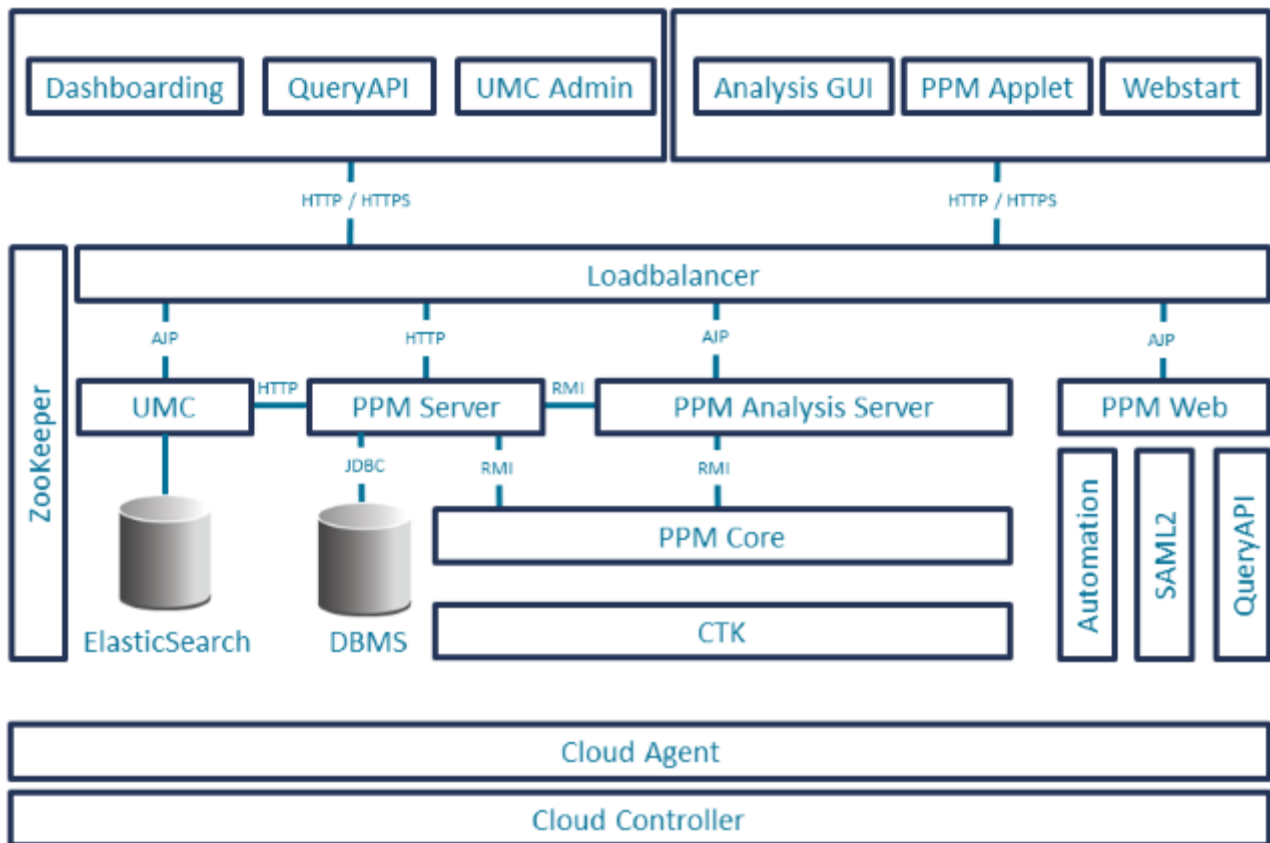 Dashboarding
QueryAPI
UMC Admin
Analysis GUI
PPM Applet
Webstart
HTTP / HTTPS
HTTP / HTTPS
ZooKeeper
Loadbalancer
AJP
HTTP
AJP
AJP
UMC
HTTP
PPM Server
RMI
PPM Analysis Server
PPM Web
JDBC
RMI
RMI
Automation
SAML2
QueryAPI
PPM Core
CTK
ElasticSearch
DBMS
Cloud Agent
Cloud Controller